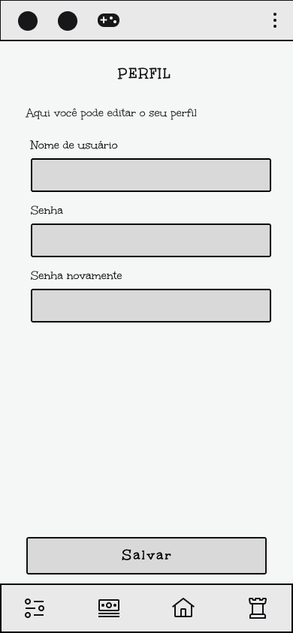 PERFIL
Aqui você pode editar o seu perfil
Nome de usuário
Senha
Senha novamente
Salvar